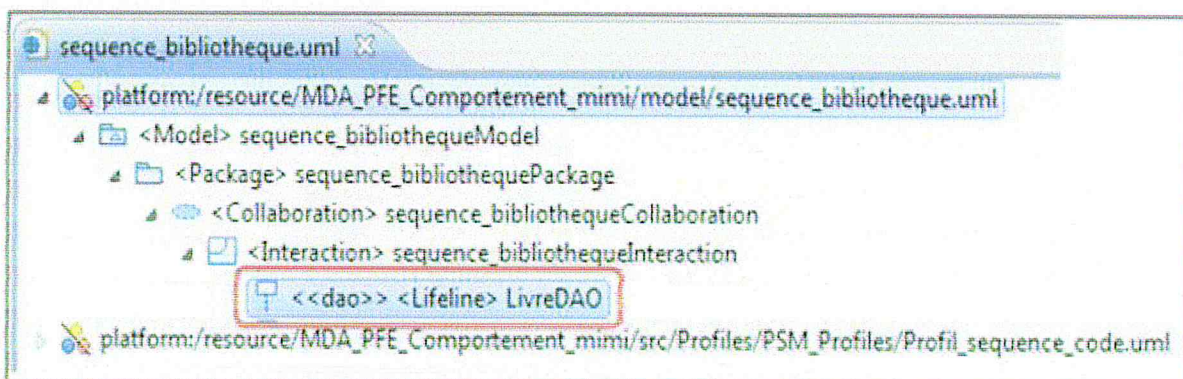 sequence_bibliotheque.uml
platform:/resource/MDA_PFE_Comportement_mimi/model/sequence_bibliotheque.uml
<Model> sequence_bibliothequeModel
<Package> sequence_bibliothequePackage
<Collaboration> sequence_bibliothequeCollaboration
<Interaction> sequence_bibliothequeInteraction
<<dao>> <Lifeline> LivreDAO
platform:/resource/MDA_PFE_Comportement_mimi/src/Profiles/PSM_Profiles/Profil_sequence_code.uml